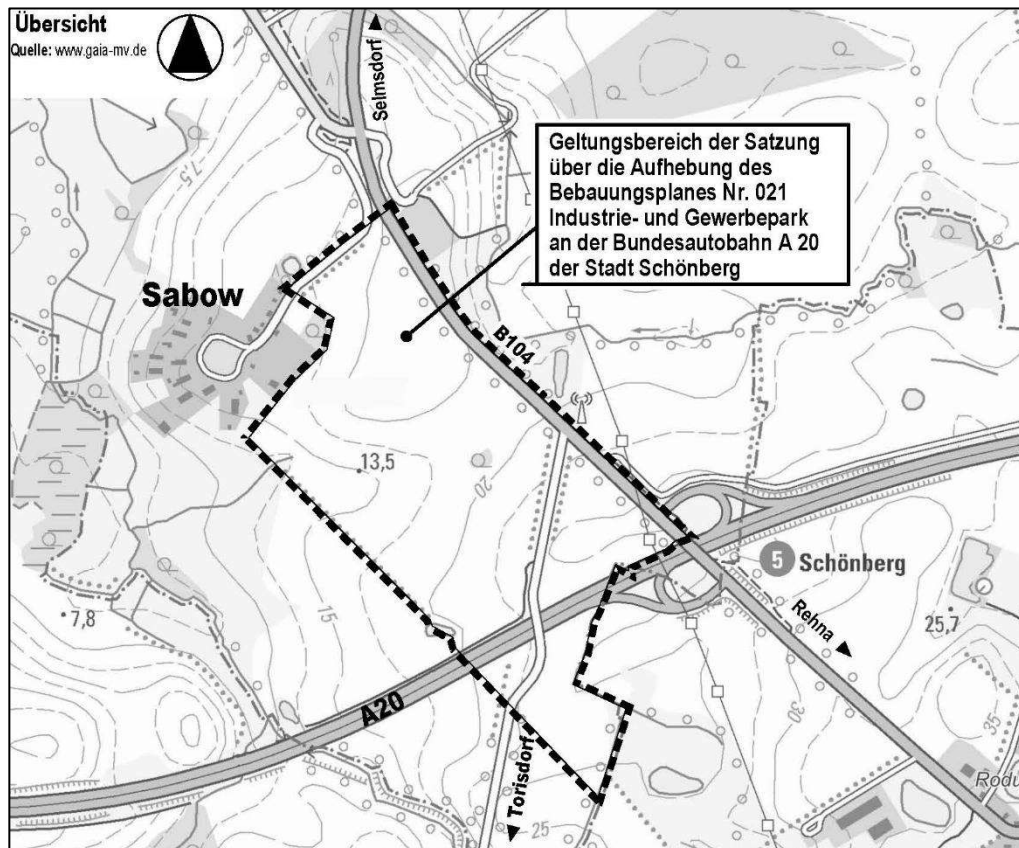 Übersicht
Quelle: www.gaia-mv.de
Selmsdorf
Geltungsbereich der Satzung
über die Aufhebung des
Bebauungsplanes Nr. 021
Industrie- und Gewerbepark
an der Bundesautobahn A 20
der Stadt Schönberg
75
Sabow
B104
13,5
20
5 Schönberg
7,8
15
Rehna
25,7
A20
30
35
Torisdorf
25
Rodu